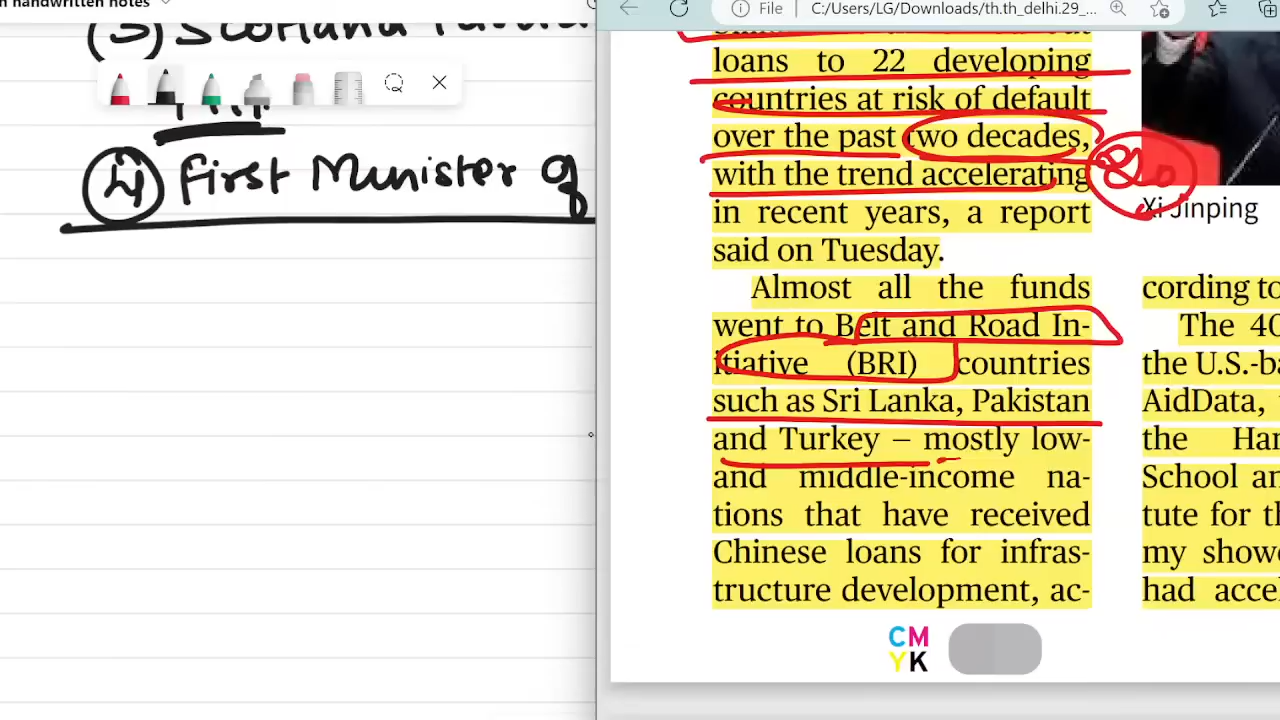 n handwritten notes
(3) Scotland
(4) First Minister of
File
C:/Users/LG/Downloads/th.th_delhi.29_...
loans to 22 developing
countries at risk of default
over the past two decades,
with the trend accelerating
in recent years, a report
said on Tuesday.
Almost all the funds
went to Belt and Road In-
itiative (BRI) countries
such as Sri Lanka, Pakistan
and Turkey – mostly low-
and middle-income na-
tions that have received
Chinese loans for infras-
tructure development, ac-
CM
YK
Xi Jinping
cording to
The 40
the U.S.-ba
AidData,
the Har
School an
tute for th
my showe
had accel